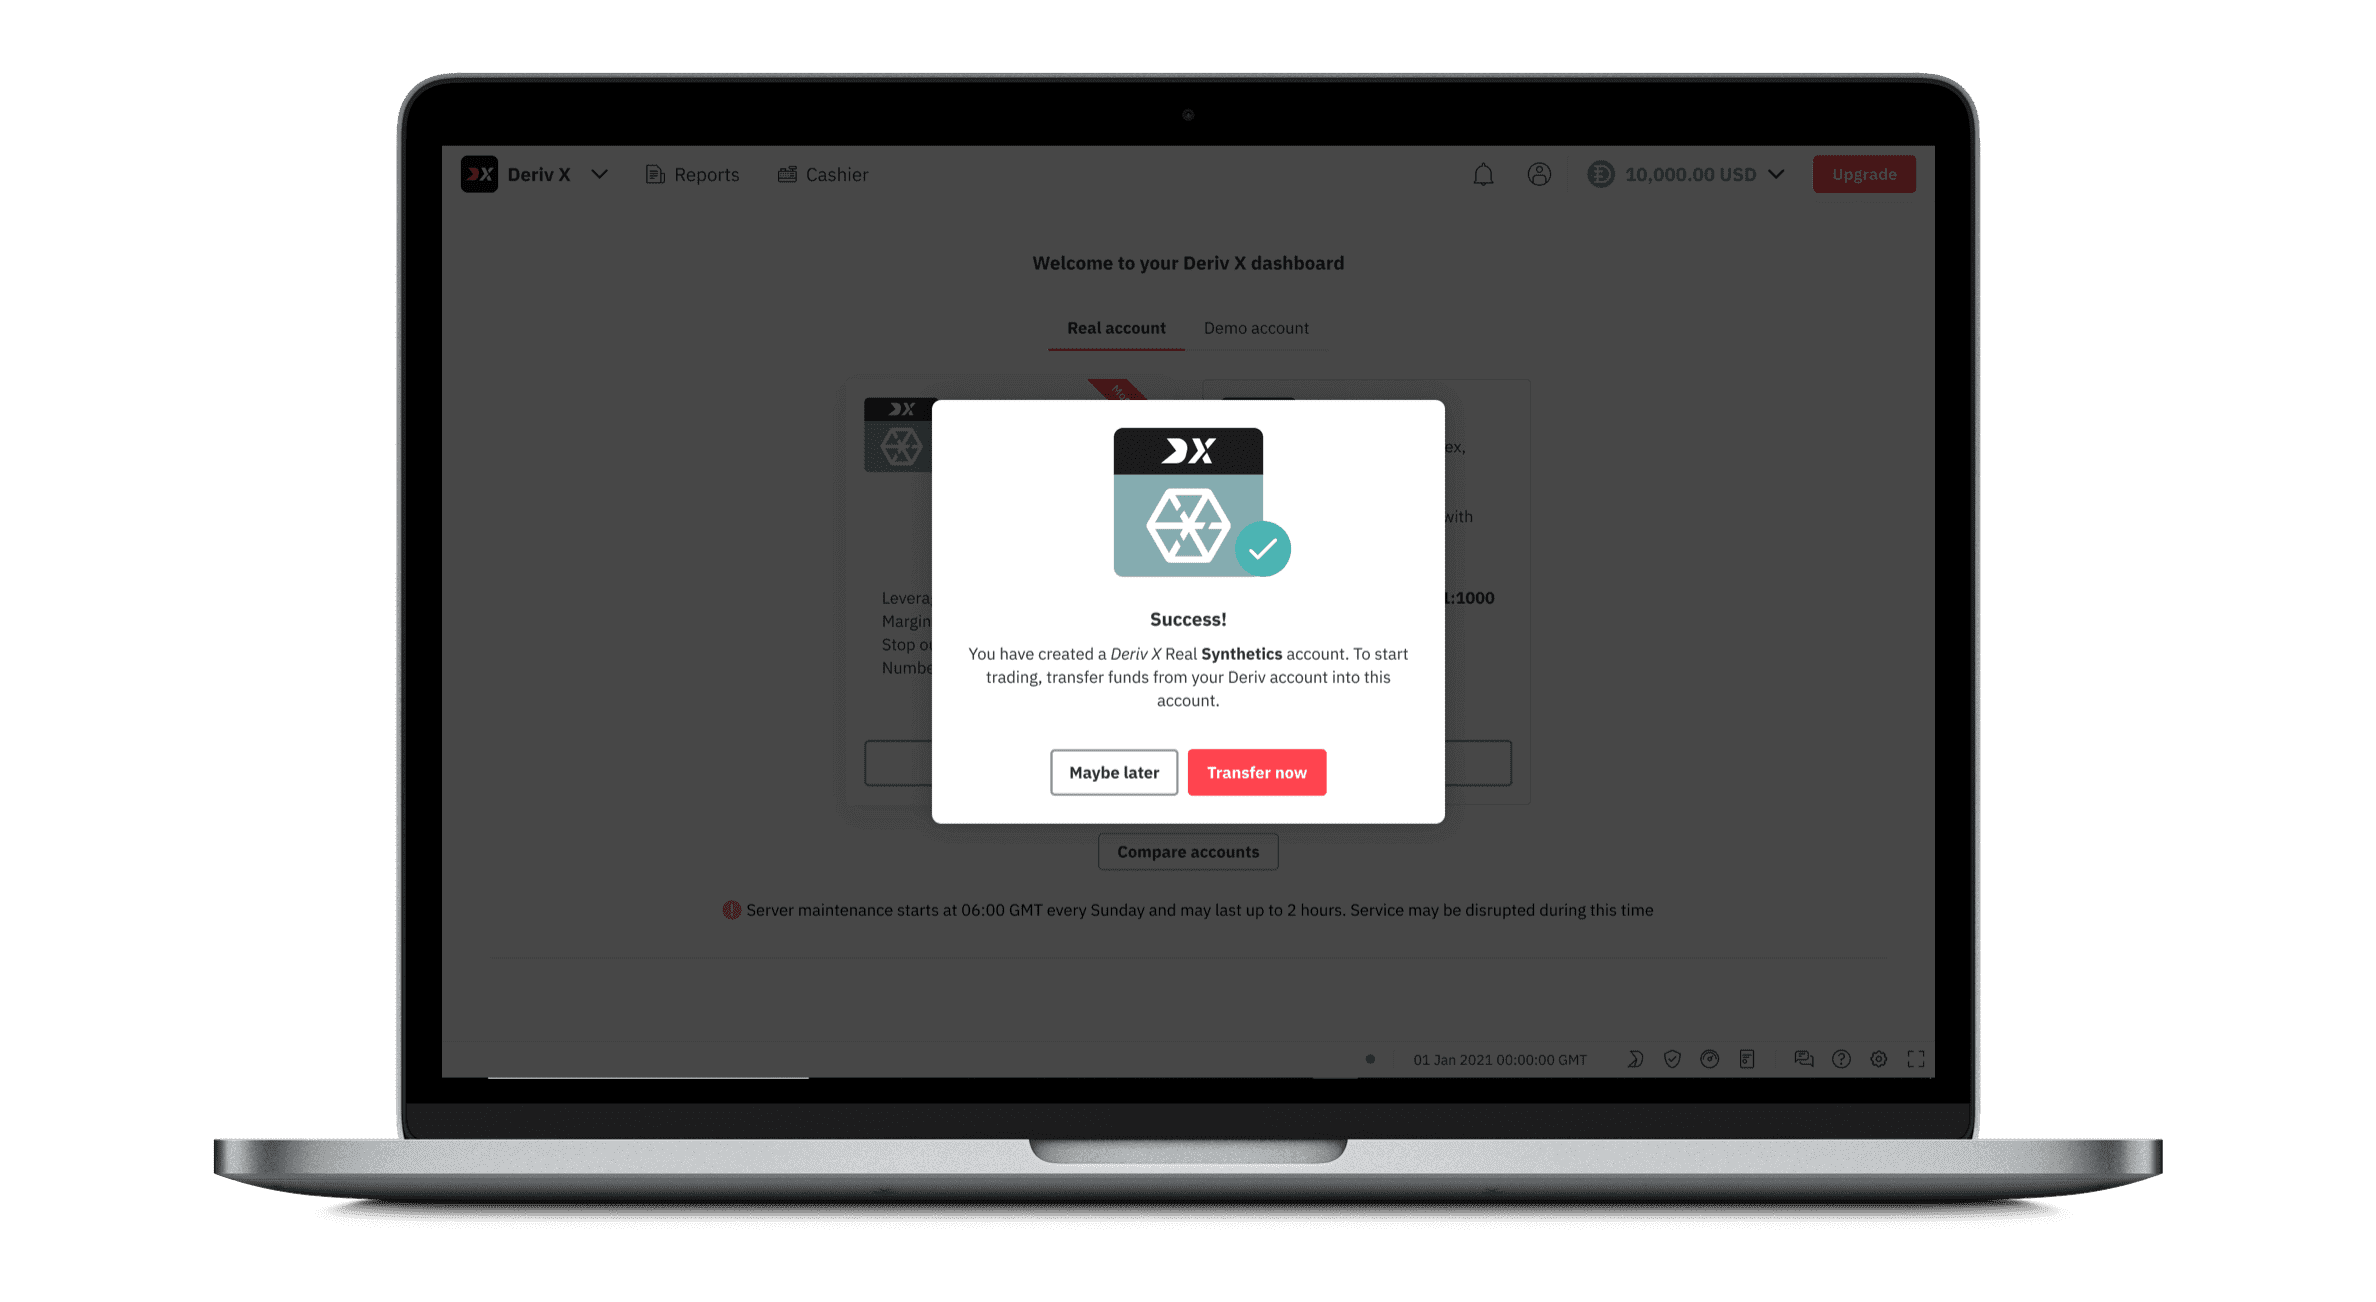 Deriv X
Reports
Cashier
10,000.00 USD
Upgrade
Welcome to your Deriv X dashboard
Real account
Demo account
DX
DX
Success!
You have created a Deriv X Real Synthetics account. To start
trading, transfer funds from your Deriv account into this
account.
Maybe later
Transfer now
with
1:1000
Margin
Compare accounts
Server maintenance starts at 06:00 GMT every Sunday and may last up to 2 hours. Service may be disrupted during this time
01 Jan 2021 00:00:00 GMT